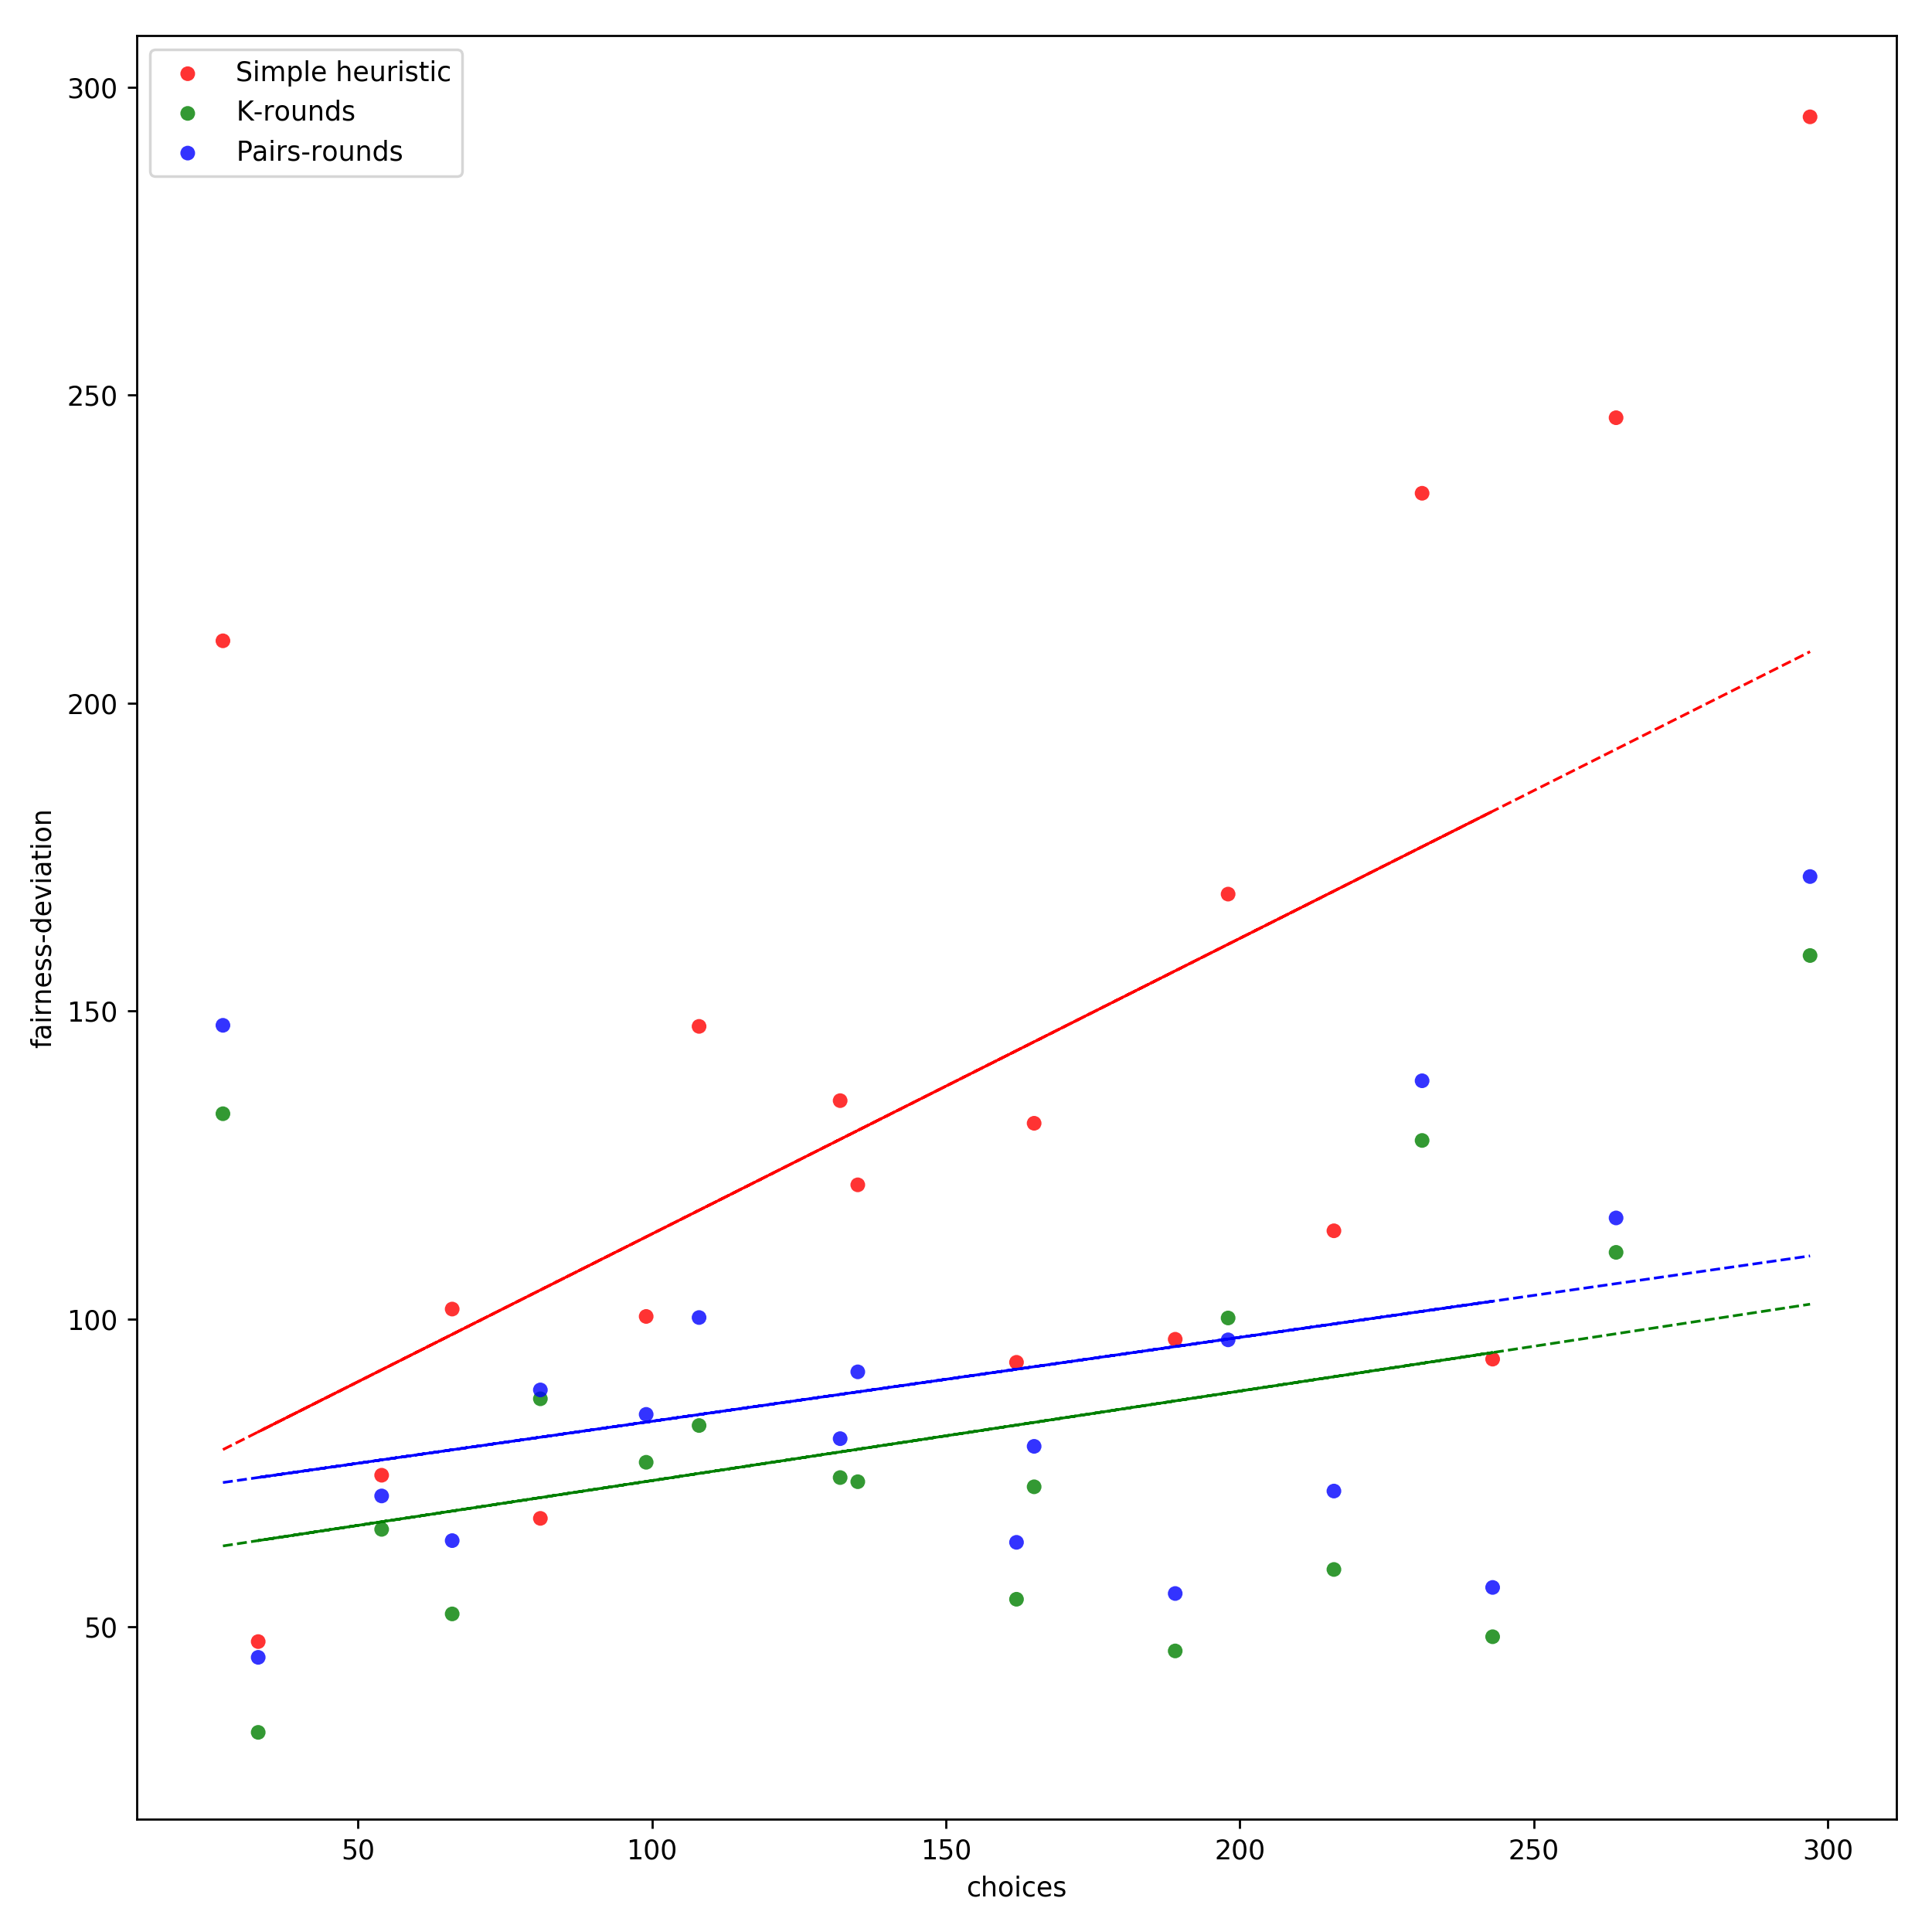 Simple heuristic
K-rounds
Pairs-rounds
300
250
200
150
100
50
fairness-deviation
50 100 150 200 250 300
choices